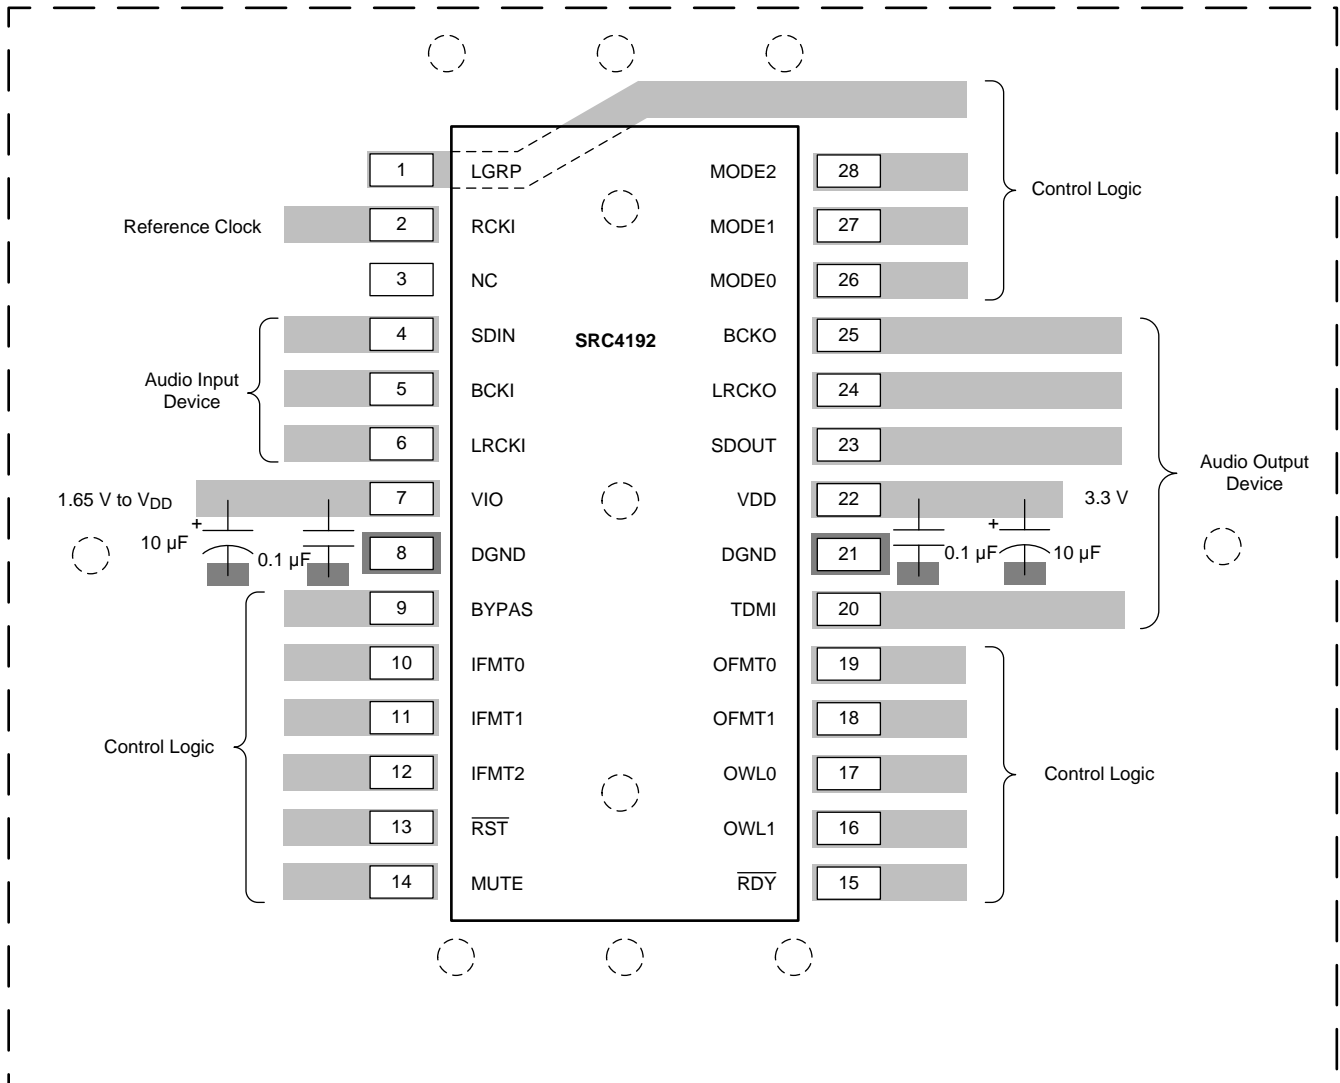 1 LGRP MODE2 28
Control Logic
Reference Clock 2 RCKI MODE1 27
3 NC MODE0 26
4 SDIN SRC4192 BCKO 25
Audio Input
Device
5 BCKI LRCKO 24
6 LRCKI SDOUT 23
Audio Output
Device
1.65 V to VDD 7 VIO VDD 22 3.3 V
+ 10 µF 0.1 µF 8 DGND DGND 21 0.1 µF + 10 µF
9 BYPAS TDMI 20
10 IFMT0 OFMT0 19
11 IFMT1 OFMT1 18
Control Logic
12 IFMT2 OWL0 17
Control Logic
13 RST OWL1 16
14 MUTE RDY 15